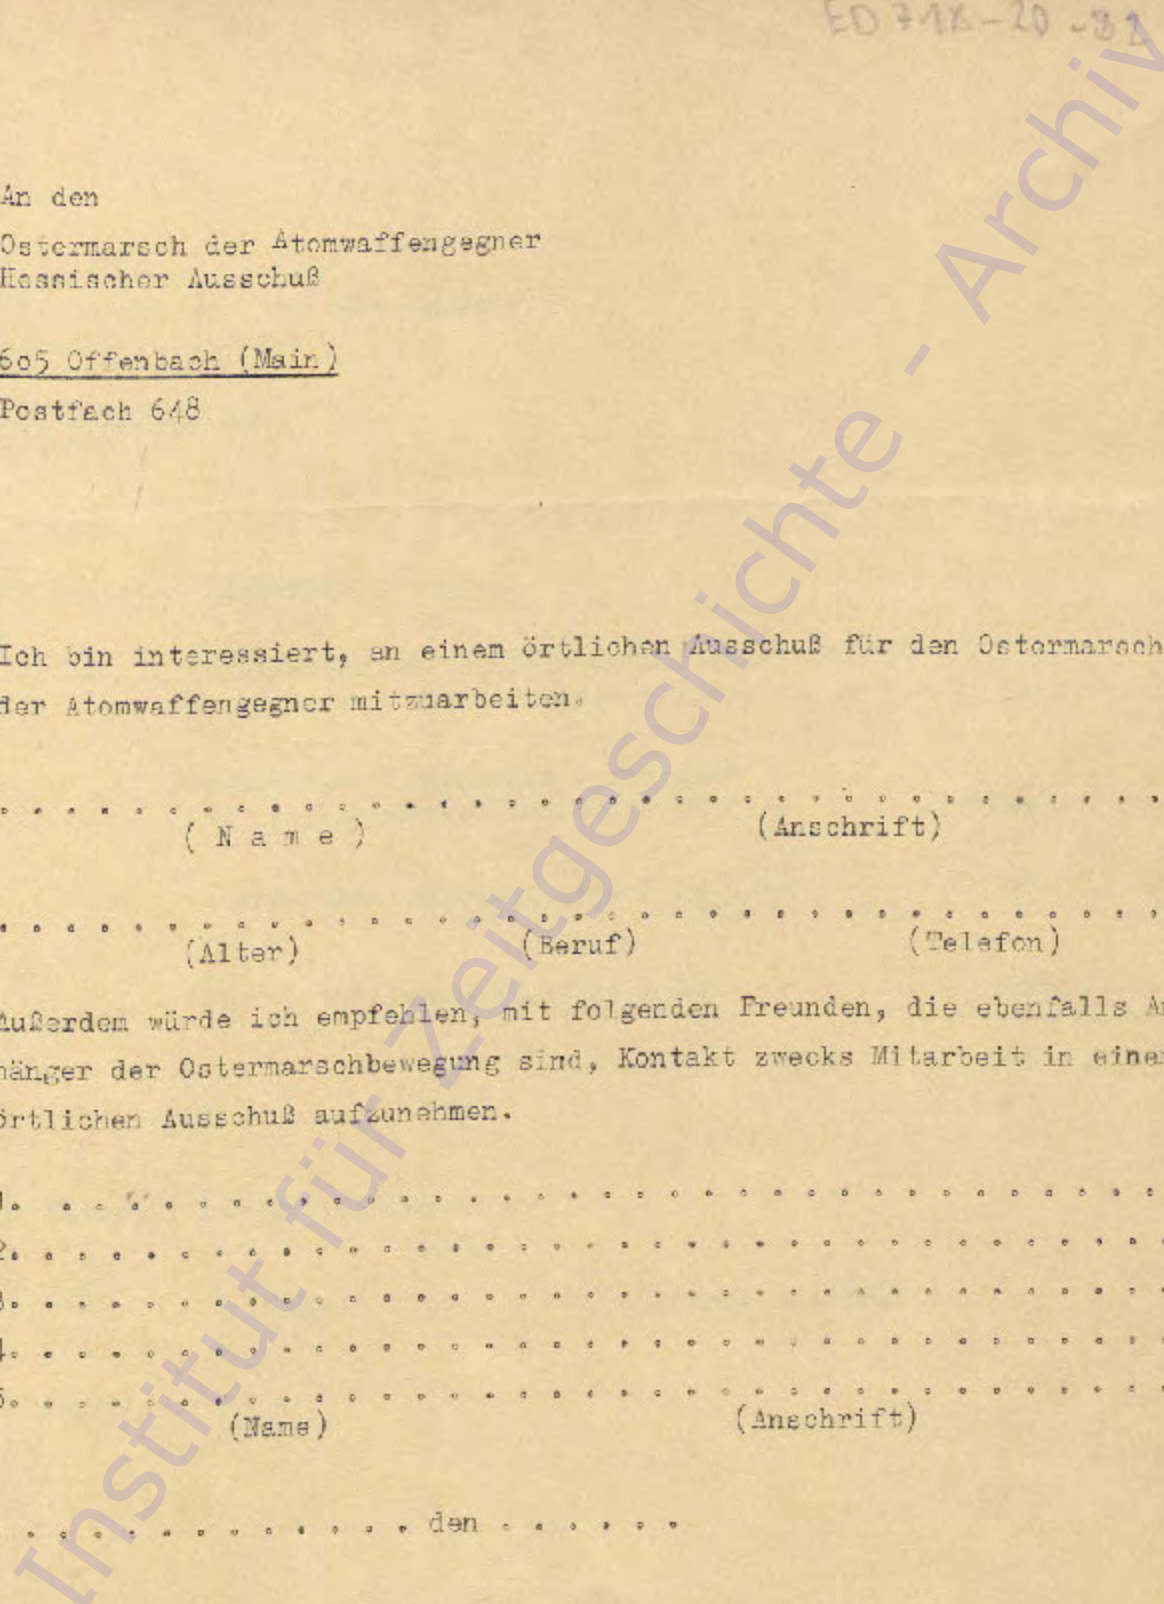 ED 718-20-82
An den
Ostermarsch der Atomwaffengegner
Hessischer Ausschuß
605 Offenbach (Main)
Postfach 648
Ich bin interessiert, an einem örtlichen Ausschuß für den Ostermarsch
der Atomwaffengegner mitzuarbeiten.
. . . . . . . . . . . . . . . . . . . . . . . . . . . . . . . . . . .
( N a m e ) (Anschrift)
. . . . . . . . . . . . . . . . . . . . . . . . . . . . . . . . . . .
(Alter) (Beruf) (Telefon)
Außerdem würde ich empfehlen, mit folgenden Freunden, die ebenfalls An
hänger der Ostermarschbewegung sind, Kontakt zwecks Mitarbeit in einem
örtlichen Ausschuß aufzunehmen.
1. . . . . . . . . . . . . . . . . . . . . . . . . . . . . . . . . .
2. . . . . . . . . . . . . . . . . . . . . . . . . . . . . . . . . .
3. . . . . . . . . . . . . . . . . . . . . . . . . . . . . . . . . .
4. . . . . . . . . . . . . . . . . . . . . . . . . . . . . . . . . .
5. . . . . . . . . . . . . . . . . . . . . . . . . . . . . . . . . .
(Name) (Anschrift)
. . . . . . . . . . . . den . . . . . .
Institut für Zeitgeschichte - Archiv